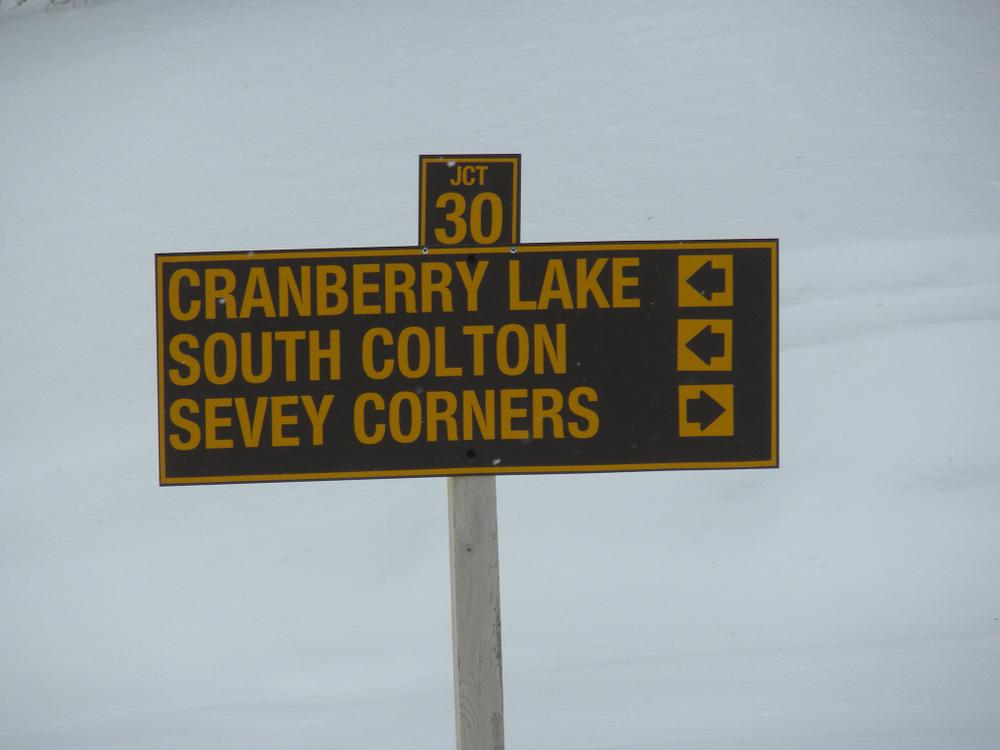 JCT
30
CRANBERRY LAKE
SOUTH COLTON
SEVEY CORNERS